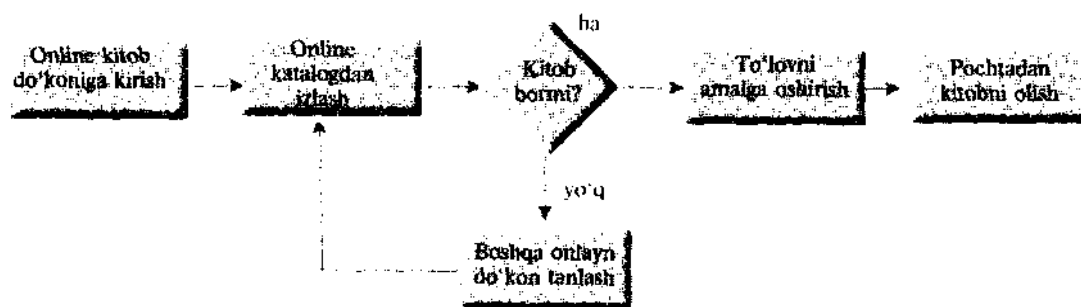 Online kitob
do‘koniga kirish
Online
katalogdan
izlash
Kitob
bormi?
ha
To‘lovni
amalga oshirish
Pochtadan
kitobni olish
yo‘q
Boshqa onlayn
do‘kon tanlash